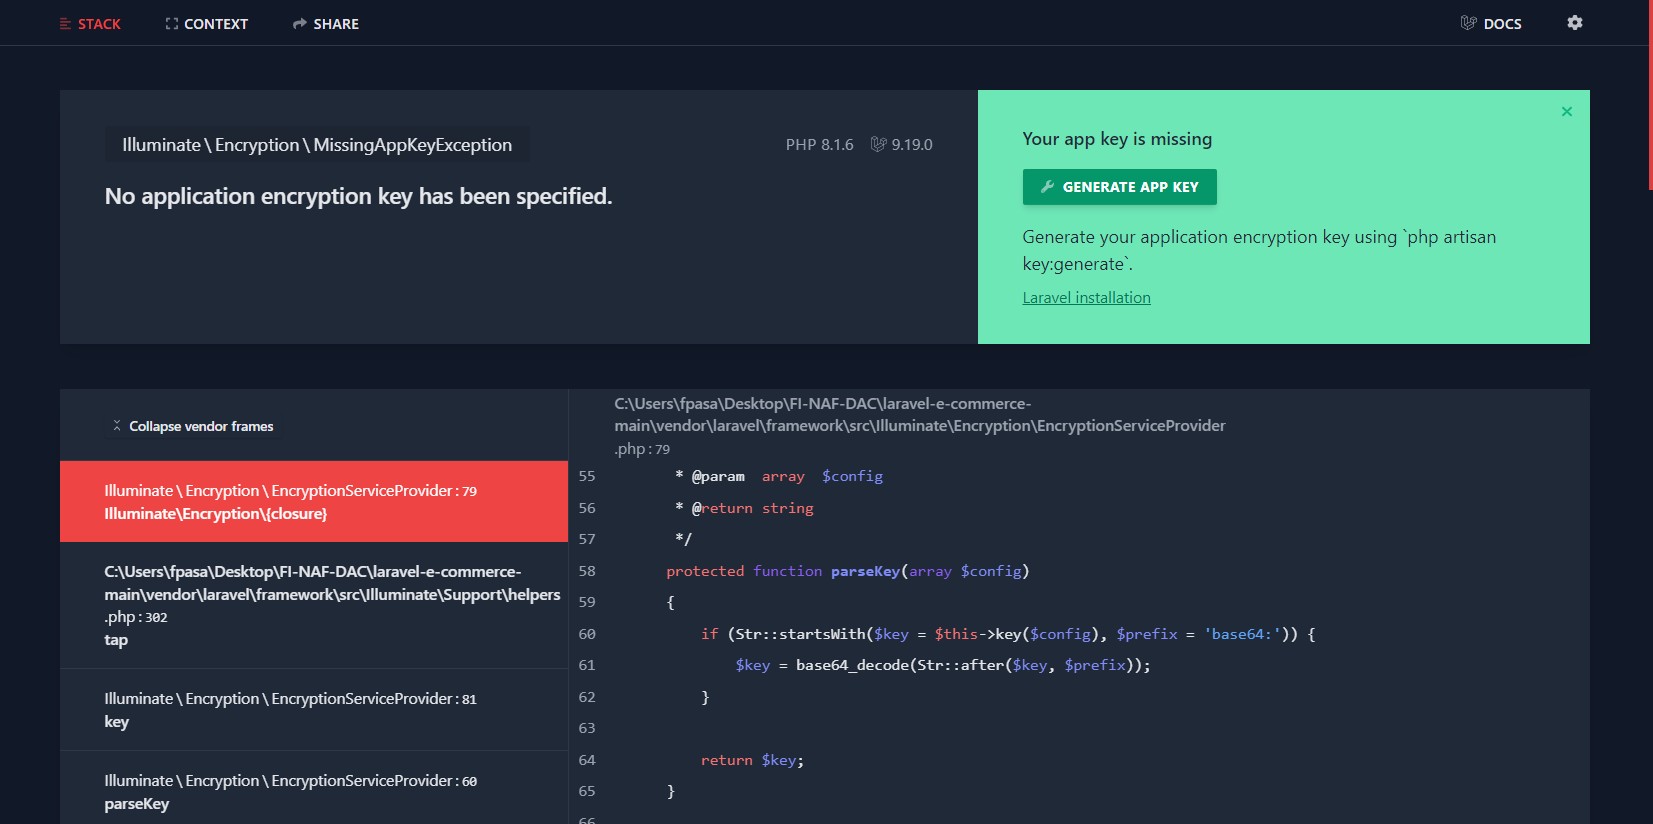 STACK CONTEXT SHARE DOCS
Illuminate \ Encryption \ MissingAppKeyException PHP 8.1.6 9.19.0
No application encryption key has been specified.
Your app key is missing
GENERATE APP KEY
Generate your application encryption key using `php artisan
key:generate`.
Laravel installation
Collapse vendor frames
Illuminate \ Encryption \ EncryptionServiceProvider : 79
Illuminate\Encryption\{closure}
C:\Users\fpasa\Desktop\FI-NAF-DAC\laravel-e-commerce-
main\vendor\laravel\framework\src\Illuminate\Support\helpers
.php : 302
tap
Illuminate \ Encryption \ EncryptionServiceProvider : 81
key
Illuminate \ Encryption \ EncryptionServiceProvider : 60
parseKey
C:\Users\fpasa\Desktop\FI-NAF-DAC\laravel-e-commerce-
main\vendor\laravel\framework\src\Illuminate\Encryption\EncryptionServiceProvider
.php : 79
55 * @param  array  $config
56 * @return string
57 */
58 protected function parseKey(array $config)
59 {
60 if (Str::startsWith($key = $this->key($config), $prefix = 'base64:')) {
61 $key = base64_decode(Str::after($key, $prefix));
62 }
63
64 return $key;
65 }
66